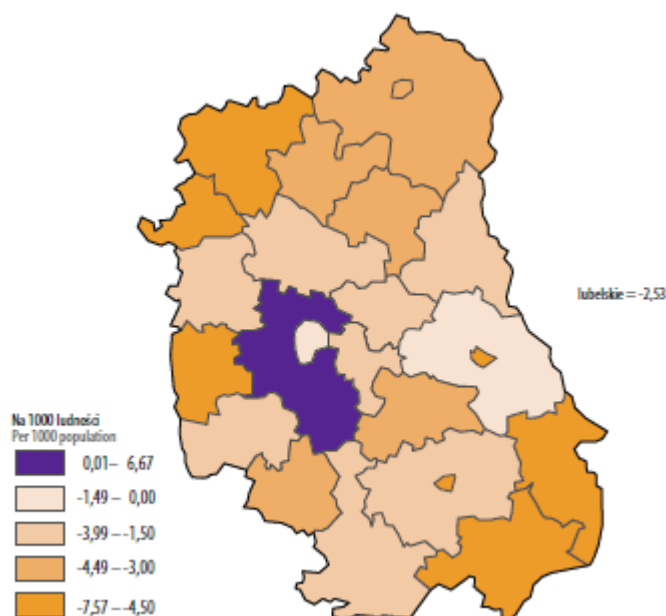 lubelskie = -2,53
Na 1000 ludności
Per 1000 population
0,01 – 6,67
-1,49 – 0,00
-3,99 – -1,50
-4,49 – -3,00
-7,57 – -4,50